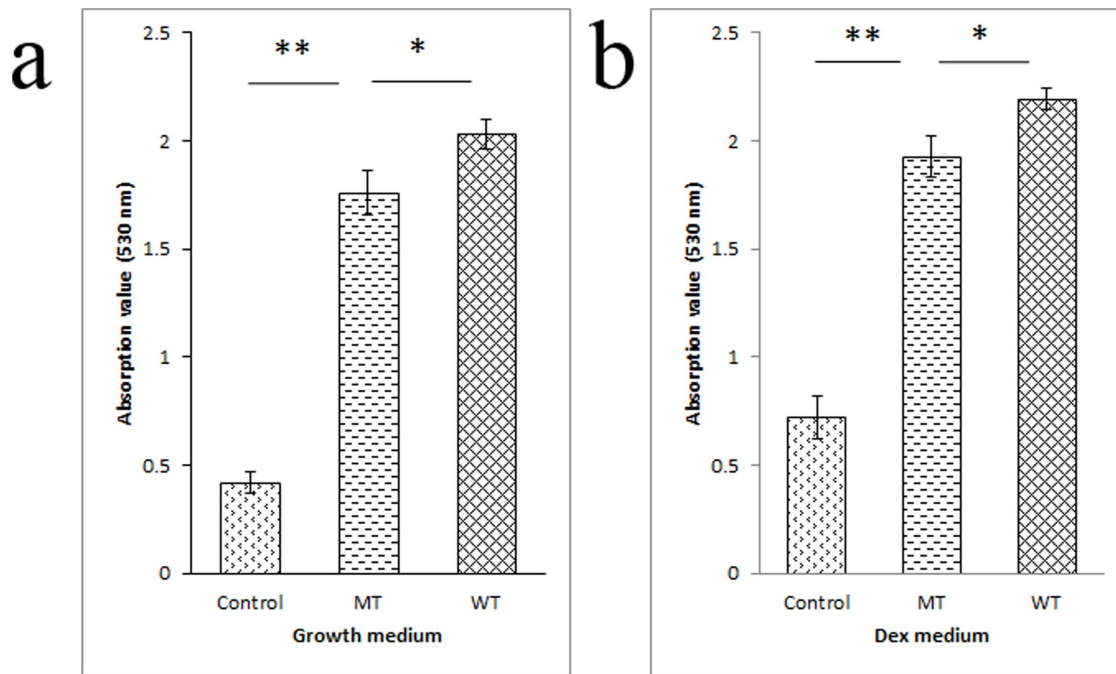 a
** *
2.5
2
1.5
1
0.5
0
Absorption value (530 nm)
Control MT WT
Growth medium
b
** *
2.5
2
1.5
1
0.5
0
Absorption value (530 nm)
Control MT WT
Dex medium